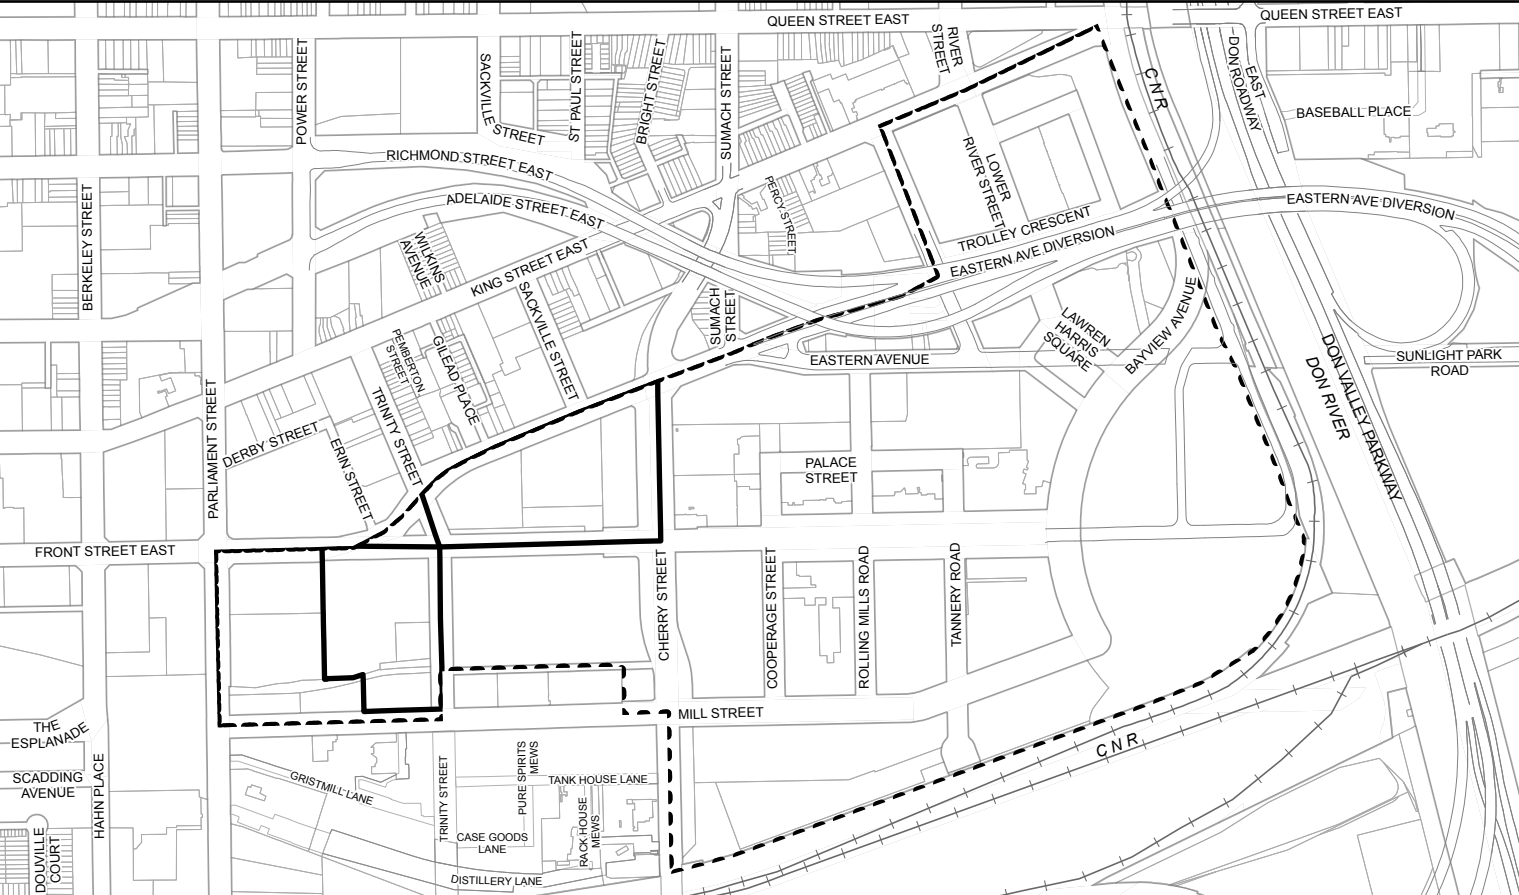 QUEEN STREET EAST
QUEEN STREET EAST
RIVER
STREET
POWER STREET
SACKVILLE STREET
ST PAUL STREET
BRIGHT STREET
SUMACH STREET
CNR
EAST
DON ROADWAY
BASEBALL PLACE
RICHMOND STREET EAST
ADELAIDE STREET EAST
BERKELEY STREET
PERCY STREET
LOWER
RIVER STREET
TROLLEY CRESCENT
EASTERN AVE DIVERSION
EASTERN AVE DIVERSION
WILKINS
AVENUE
KING STREET EAST
SACKVILLE STREET
SUMACH
STREET
LAWREN
HARRIS
SQUARE
BAYVIEW AVENUE
PEMBERTON
STREET
GILEAD PLACE
EASTERN AVENUE
DON VALLEY PARKWAY
DON RIVER
SUNLIGHT PARK
ROAD
PARLIAMENT STREET
TRINITY STREET
DERBY STREET
ERIN STREET
PALACE
STREET
FRONT STREET EAST
CHERRY STREET
COOPERAGE STREET
ROLLING MILLS ROAD
TANNERY ROAD
MILL STREET
THE
ESPLANADE
CNR
SCADDING
AVENUE
HAHN PLACE
GRISTMILL LANE
TRINITY STREET
PURE SPIRITS
MEWS
TANK HOUSE LANE
RACK HOUSE
MEWS
CASE GOODS
LANE
DOUVILLE
COURT
DISTILLERY LANE